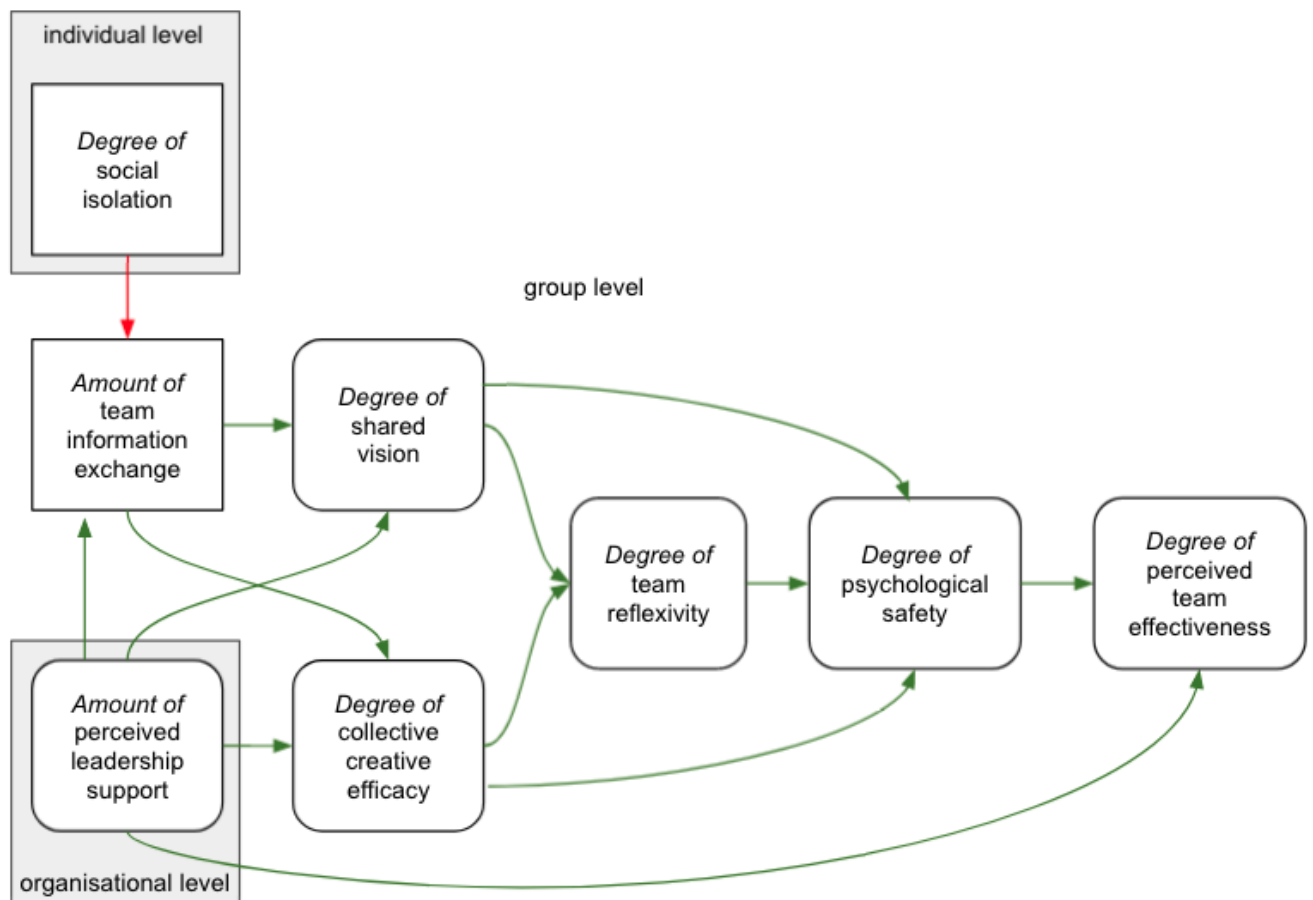 individual level
Degree of
social
isolation
group level
Amount of
team
information
exchange
Degree of
shared
vision
Degree of
team
reflexivity
Degree of
psychological
safety
Degree of
perceived
team
effectiveness
Amount of
perceived
leadership
support
Degree of
collective
creative
efficacy
organisational level